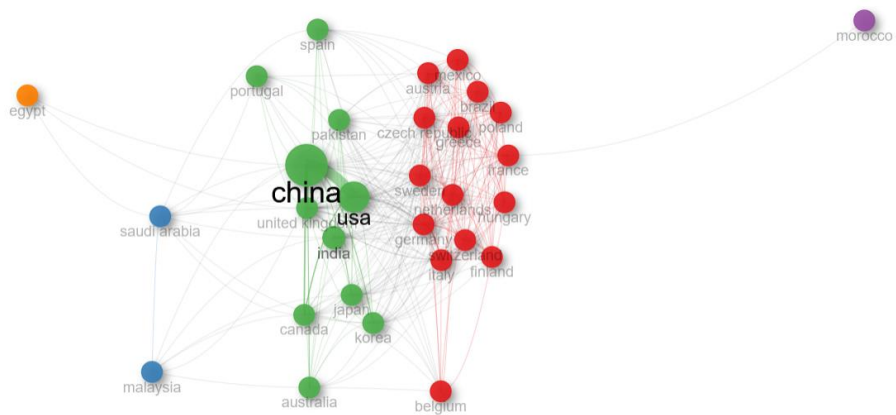 morocco
spain
mexico
austria
portugal
brazil
egypt
poland
pakistan
czech republic
greece
france
china
sweden
netherlands
usa
hungary
united kingdom
saudi arabia
germany
india
switzerland
italy
finland
japan
canada
korea
malaysia
australia
belgium